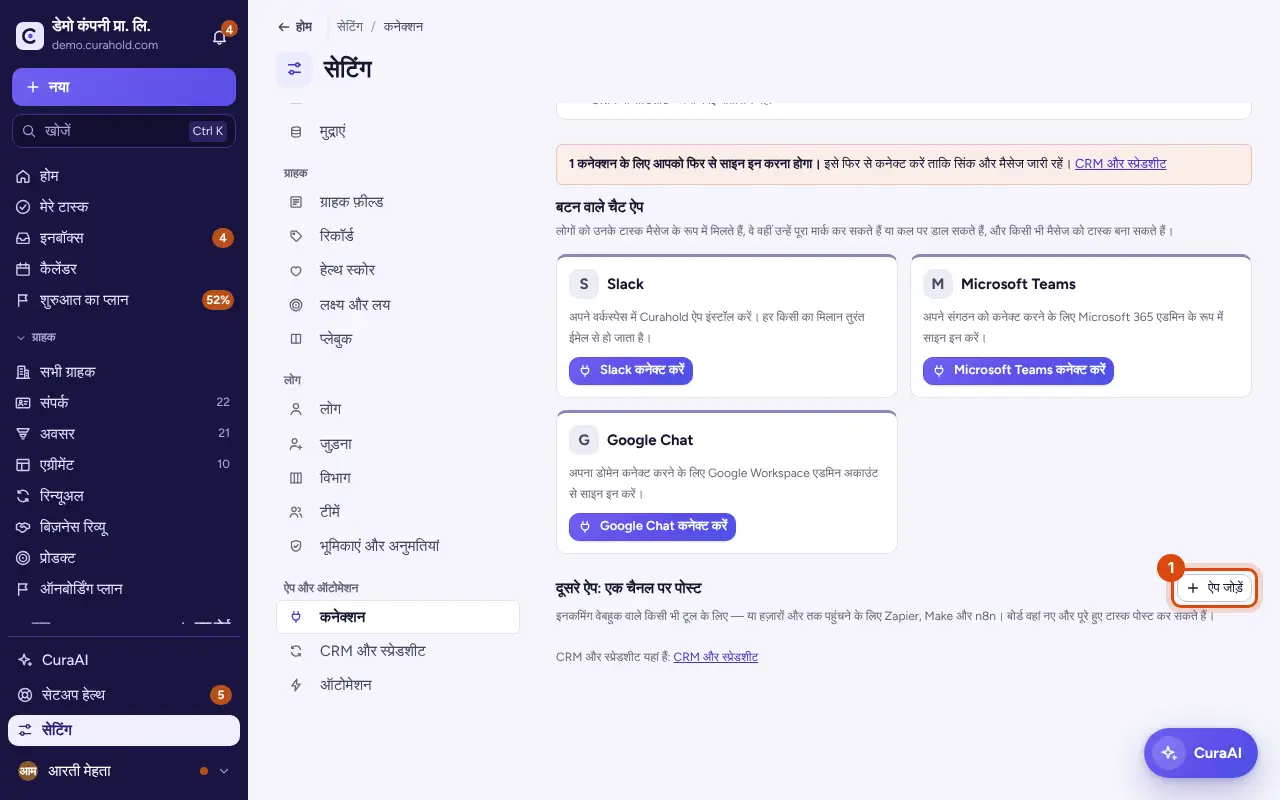 डेमो कंपनी प्रा. लि.
demo.curahold.com
4
नया
खोजें
Ctrl K
होम
मेरे टास्क
इनबॉक्स
4
कैलेंडर
शुरुआत का प्लान
52%
ग्राहक
सभी ग्राहक
संपर्क
22
अवसर
21
एग्रीमेंट
10
रिन्यूअल
बिज़नेस रिव्यू
प्रोडक्ट
ऑनबोर्डिंग प्लान
CuraAI
सेटअप हेल्थ
5
सेटिंग
आम
आरती मेहता
होम
सेटिंग / कनेक्शन
सेटिंग
मुद्राएं
ग्राहक
ग्राहक फ़ील्ड
रिकॉर्ड
हेल्थ स्कोर
लक्ष्य और लय
प्लेबुक
लोग
लोग
जुड़ना
विभाग
टीमें
भूमिकाएं और अनुमतियां
ऐप और ऑटोमेशन
कनेक्शन
CRM और स्प्रेडशीट
ऑटोमेशन
1 कनेक्शन के लिए आपको फिर से साइन इन करना होगा। इसे फिर से कनेक्ट करें ताकि सिंक और मैसेज जारी रहें। CRM और स्प्रेडशीट
बटन वाले चैट ऐप
लोगों को उनके टास्क मैसेज के रूप में मिलते हैं, वे वहीं उन्हें पूरा मार्क कर सकते हैं या कल पर डाल सकते हैं, और किसी भी मैसेज को टास्क बना सकते हैं।
S
Slack
अपने वर्कस्पेस में Curahold ऐप इंस्टॉल करें। हर किसी का मिलान तुरंत
ईमेल से हो जाता है।
Slack कनेक्ट करें
M
Microsoft Teams
अपने संगठन को कनेक्ट करने के लिए Microsoft 365 एडमिन के रूप में
साइन इन करें।
Microsoft Teams कनेक्ट करें
G
Google Chat
अपना डोमेन कनेक्ट करने के लिए Google Workspace एडमिन अकाउंट
से साइन इन करें।
Google Chat कनेक्ट करें
दूसरे ऐप: एक चैनल पर पोस्ट
1
ऐप जोड़ें
इनकमिंग वेबहुक वाले किसी भी टूल के लिए — या हज़ारों और तक पहुंचने के लिए Zapier, Make और n8n। बोर्ड वहां नए और पूरे हुए टास्क पोस्ट कर सकते हैं।
CRM और स्प्रेडशीट यहां हैं: CRM और स्प्रेडशीट
CuraAI